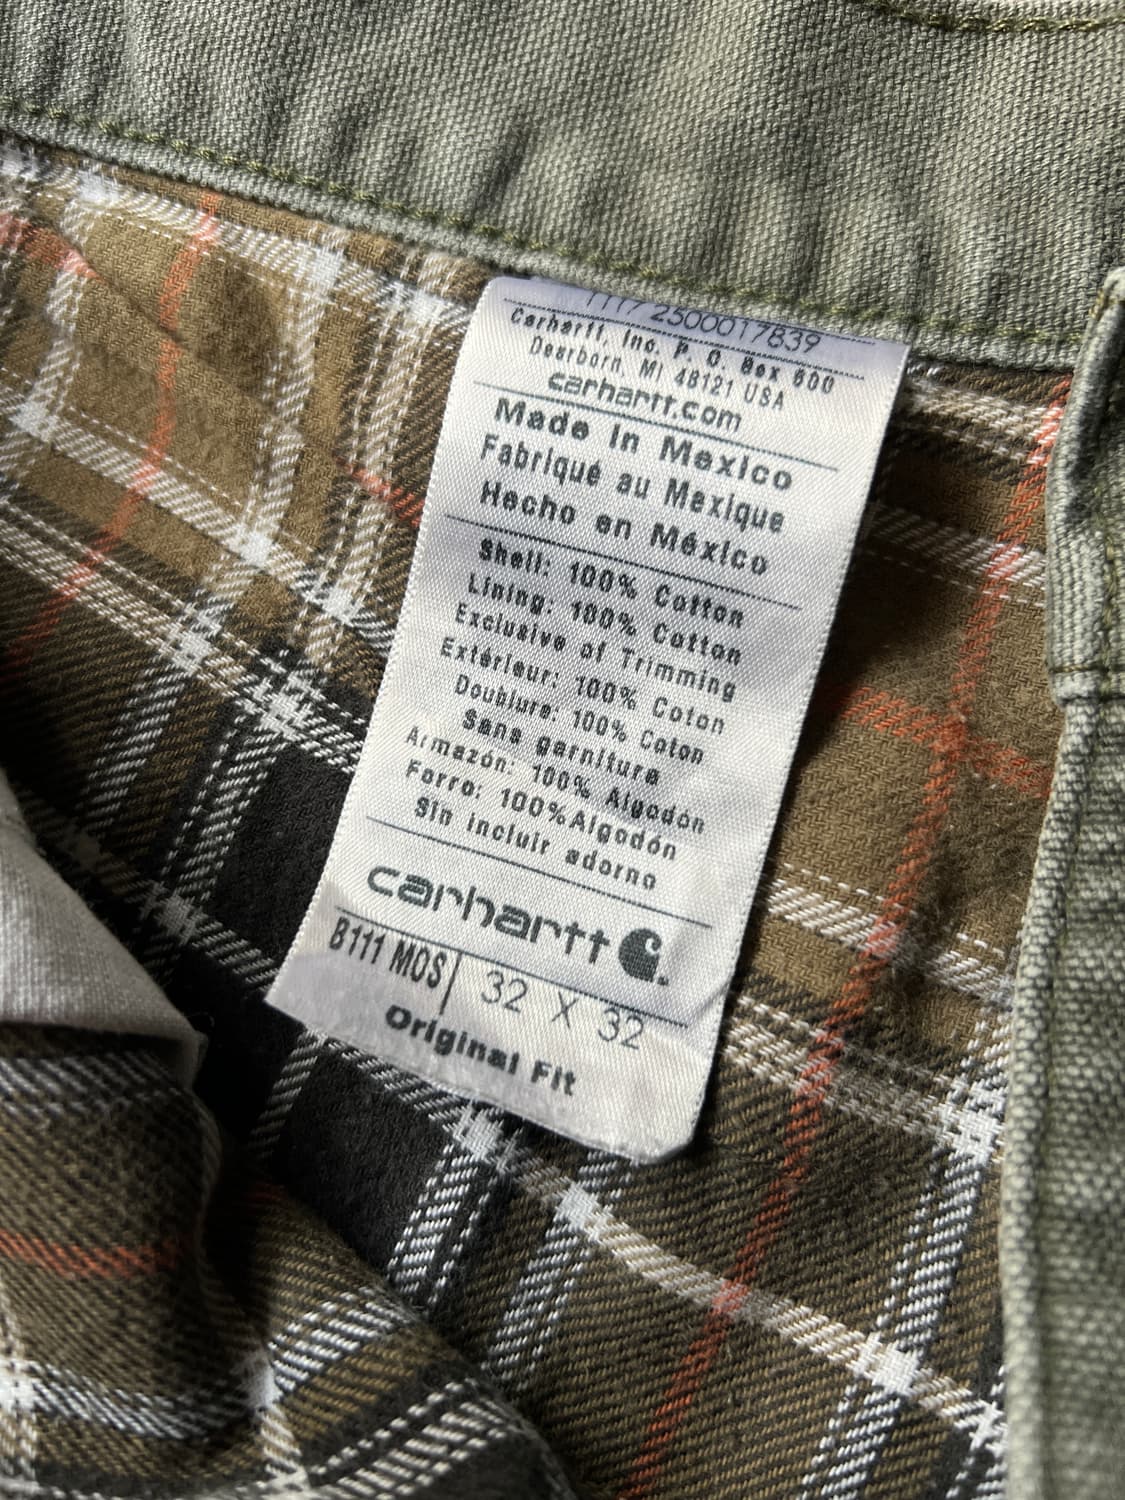 2500017839
Carhartt, Inc. P. O. Box 600
Dearborn, MI 48121 USA
carhartt.com
Made In Mexico
Fabriqué au Mexique
Hecho en México
Shell: 100% Cotton
Lining: 100% Cotton
Exclusive of Trimming
Extérieur: 100% Coton
Doublure: 100% Coton
Sans garniture
Armazón: 100% Algodón
Forro: 100%Algodón
Sin incluir adorno
carhartt
B111 MOS 32 X 32
Original Fit